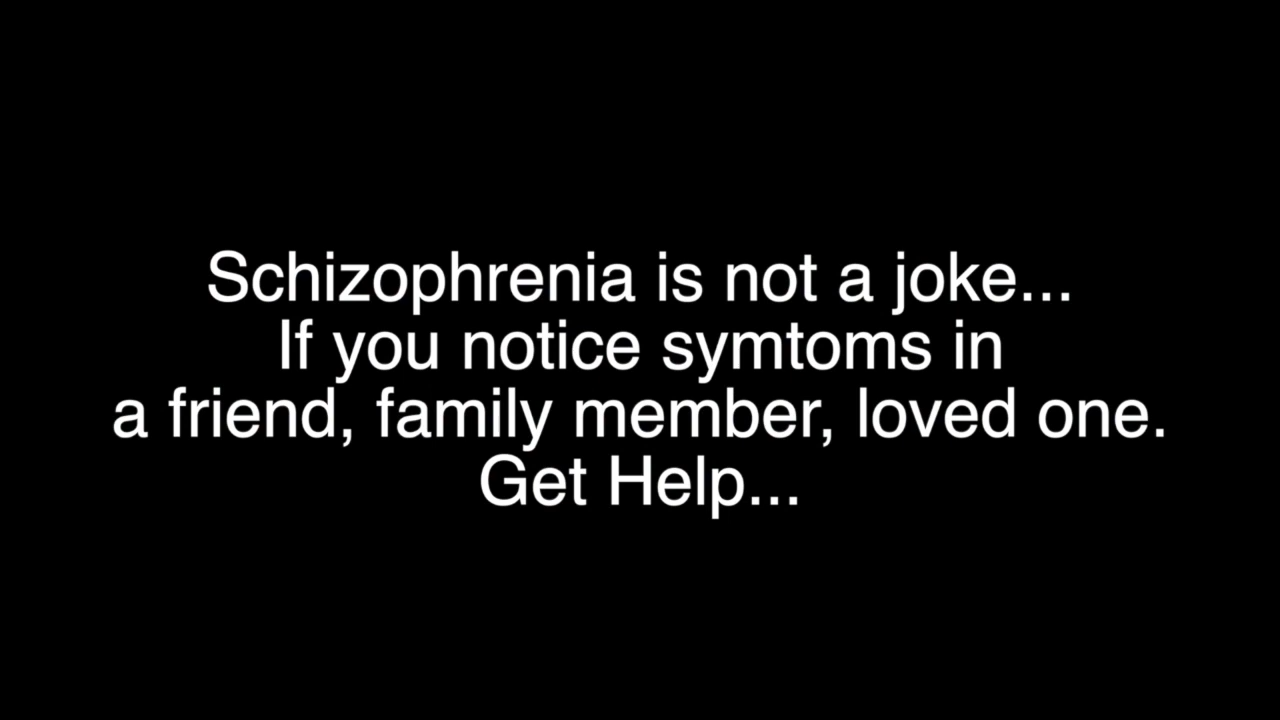 Schizophrenia is not a joke...
If you notice symtoms in
a friend, family member, loved one.
Get Help...